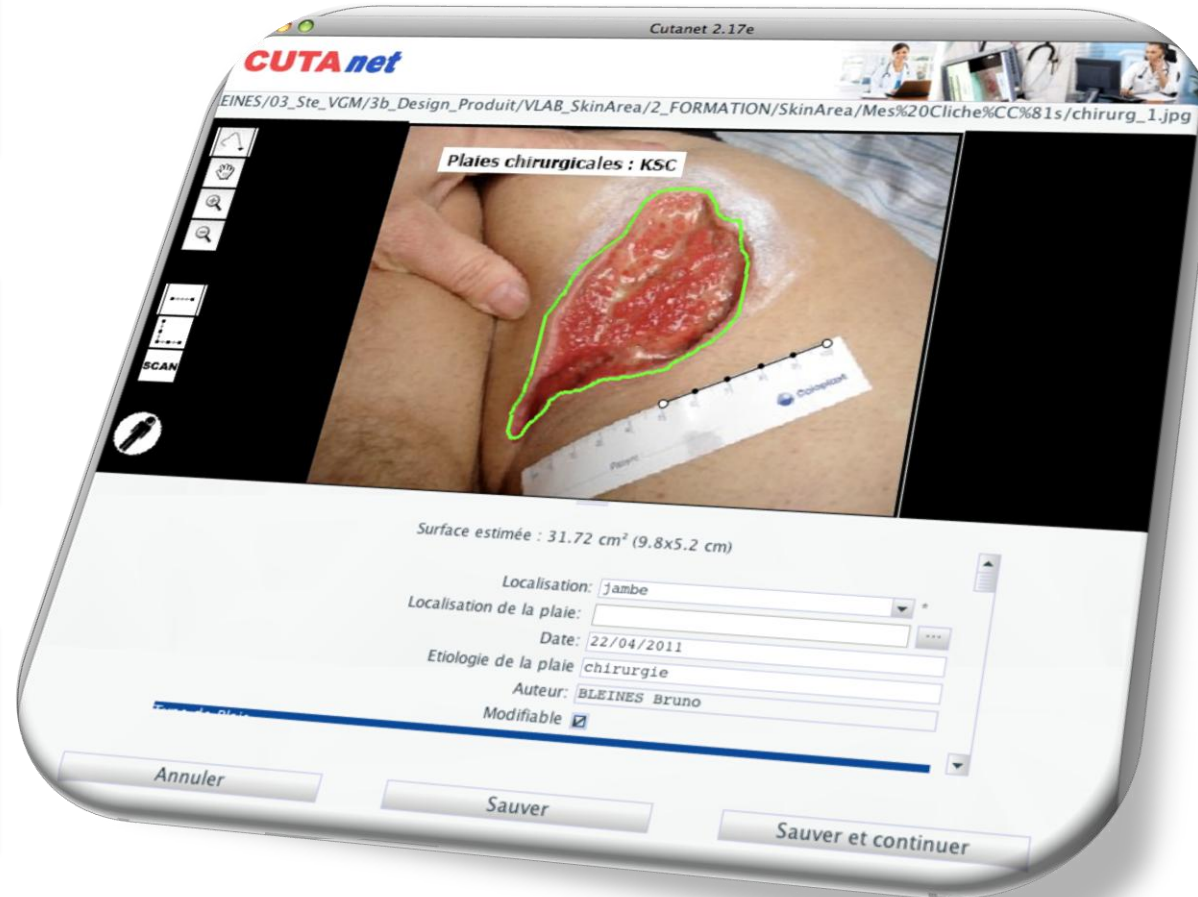 Cutanet 2.17e
CUTAnet
EINES/03_Ste_VGM/3b_Design_Produit/VLAB_SkinArea/2_FORMATION/SkinArea/Mes%20Cliche%CC%81s/chirurg_1.jpg
Plaies chirurgicales : KSC
SCAN
Coloplast
Surface estimée : 31.72 cm² (9.8x5.2 cm)
Localisation: jambe *
Localisation de la plaie: ...
Date: 22/04/2011
Etiologie de la plaie chirurgie
Auteur: BLEINES Bruno
Modifiable
Annuler
Sauver
Sauver et continuer